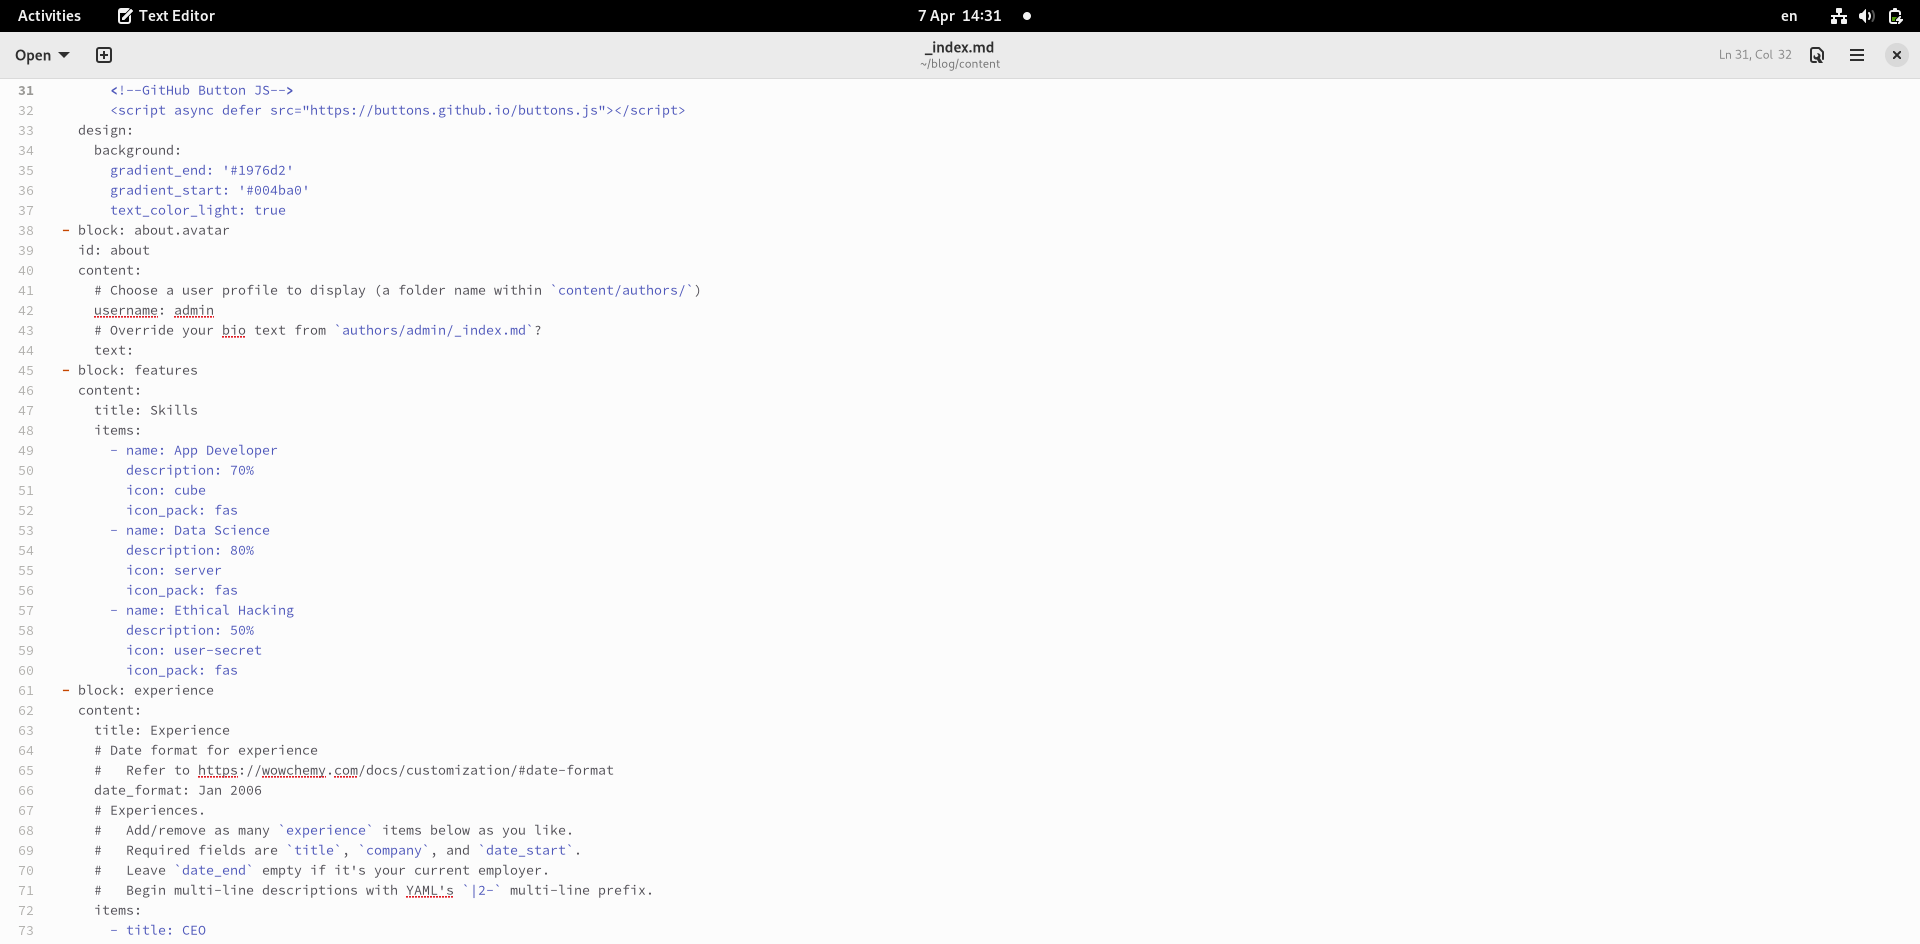 Activities Text Editor 7 Apr 14:31 en
Open _index.md Ln 31, Col 32
~/blog/content
31 <!--GitHub Button JS-->
32 <script async defer src="https://buttons.github.io/buttons.js"></script>
33 design:
34 background:
35 gradient_end: '#1976d2'
36 gradient_start: '#004ba0'
37 text_color_light: true
38 - block: about.avatar
39 id: about
40 content:
41 # Choose a user profile to display (a folder name within `content/authors/`)
42 username: admin
43 # Override your bio text from `authors/admin/_index.md`?
44 text:
45 - block: features
46 content:
47 title: Skills
48 items:
49 - name: App Developer
50 description: 70%
51 icon: cube
52 icon_pack: fas
53 - name: Data Science
54 description: 80%
55 icon: server
56 icon_pack: fas
57 - name: Ethical Hacking
58 description: 50%
59 icon: user-secret
60 icon_pack: fas
61 - block: experience
62 content:
63 title: Experience
64 # Date format for experience
65 #   Refer to https://wowchemy.com/docs/customization/#date-format
66 date_format: Jan 2006
67 # Experiences.
68 #   Add/remove as many `experience` items below as you like.
69 #   Required fields are `title`, `company`, and `date_start`.
70 #   Leave `date_end` empty if it's your current employer.
71 #   Begin multi-line descriptions with YAML's `|2-` multi-line prefix.
72 items:
73 - title: CEO